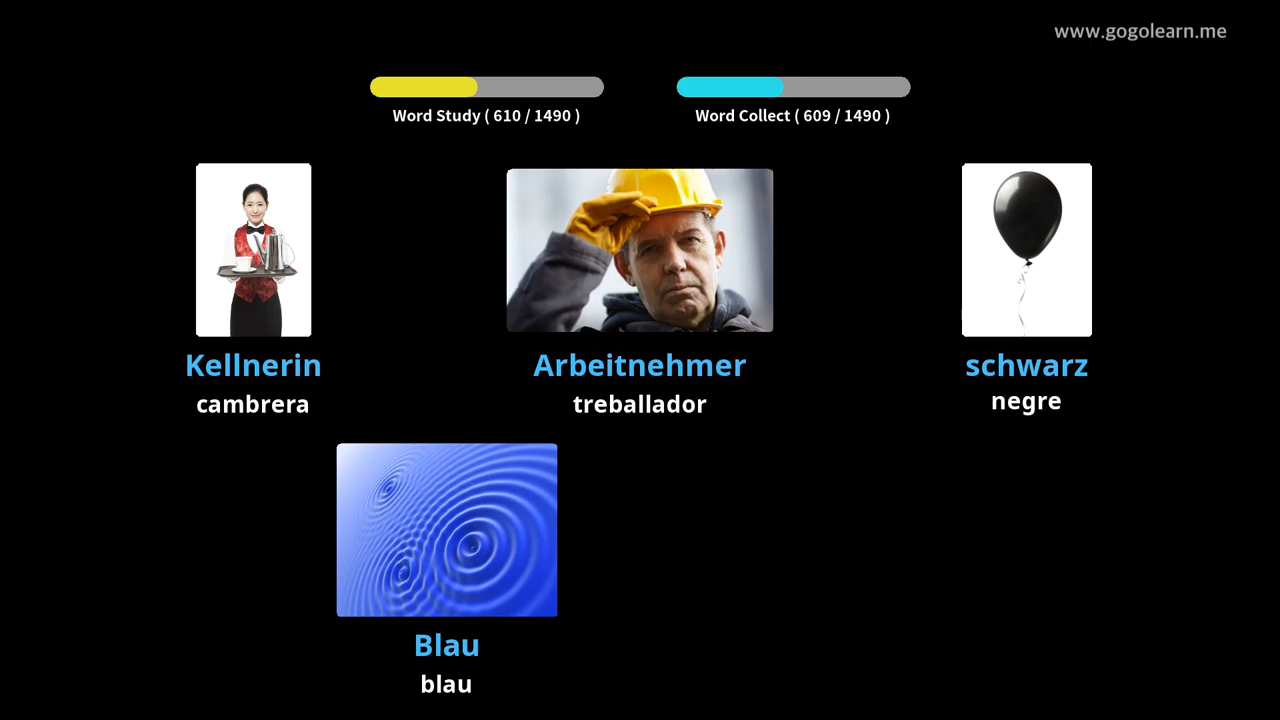 www.gogolearn.me
Word Study ( 610 / 1490 )
Word Collect ( 609 / 1490 )
Kellnerin
cambrera
Arbeitnehmer
treballador
schwarz
negre
Blau
blau